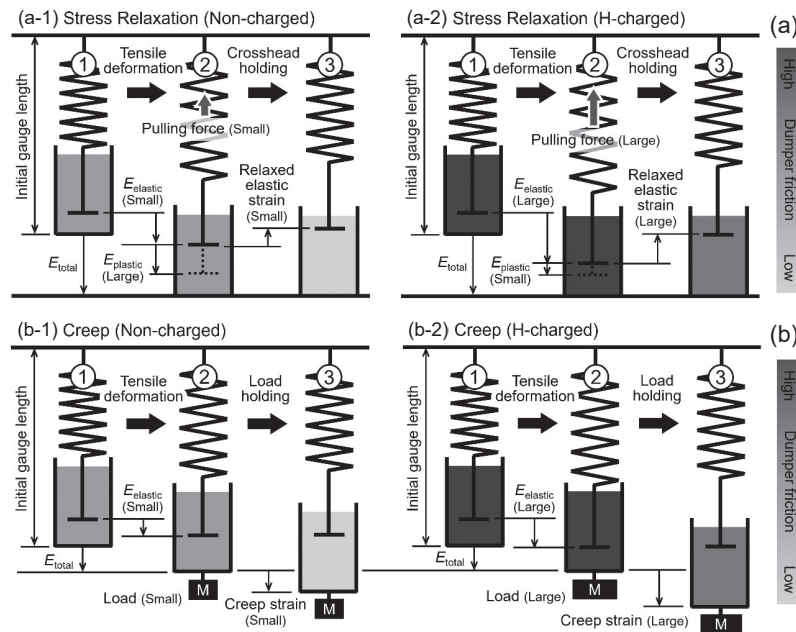 (a-1) Stress Relaxation (Non-charged)
Initial gauge length
1
Tensile
deformation
2
Crosshead
holding
3
Pulling force (Small)
Eelastic
(Small)
Relaxed
elastic
strain
(Small)
Etotal
Eplastic
(Large)
(a-2) Stress Relaxation (H-charged)
Initial gauge length
1
Tensile
deformation
2
Crosshead
holding
3
Pulling force (Large)
Eelastic
(Large)
Relaxed
elastic
strain
(Large)
Etotal
Eplastic
(Small)
(a)
High
Dumper friction
Low
(b-1) Creep (Non-charged)
Initial gauge length
1
Tensile
deformation
2
Load
holding
3
Eelastic
(Small)
Etotal
Load (Small)
M
Creep strain
(Small)
M
(b-2) Creep (H-charged)
Initial gauge length
1
Tensile
deformation
2
Load
holding
3
Eelastic
(Large)
Etotal
Load (Large)
M
Creep strain (Large)
M
(b)
High
Dumper friction
Low